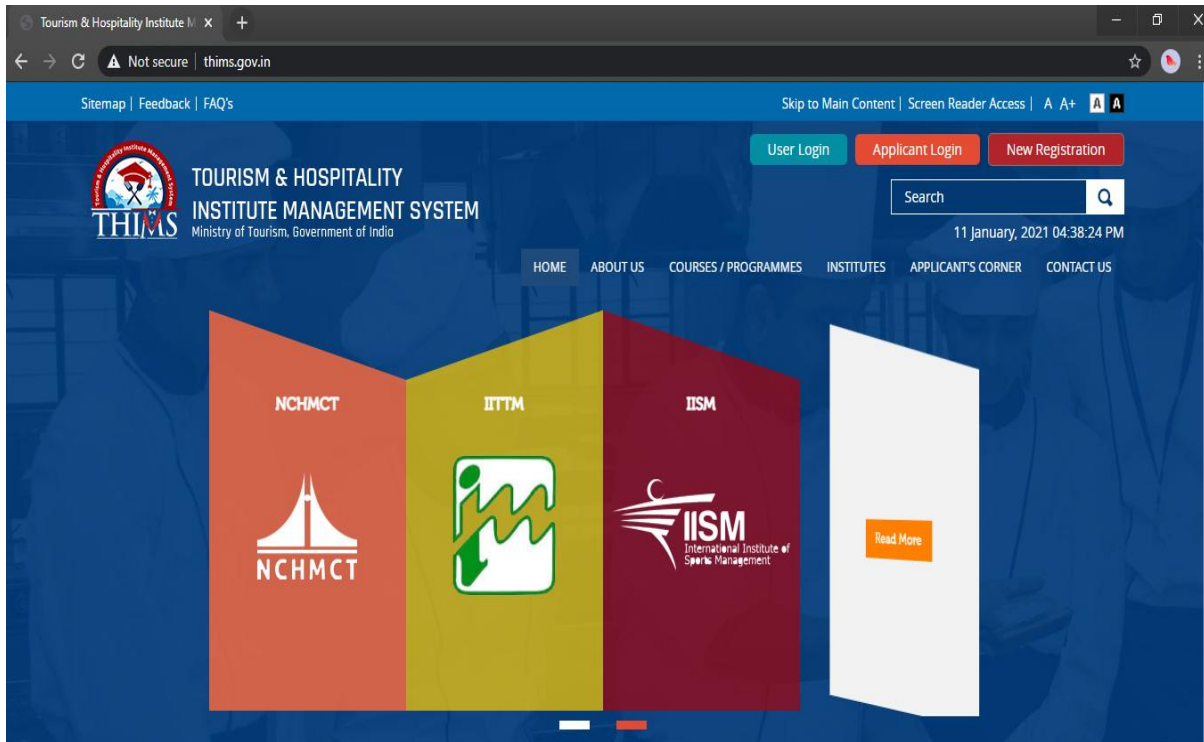 Tourism & Hospitality Institute M
Not secure | thims.gov.in
Sitemap | Feedback | FAQ's
Skip to Main Content | Screen Reader Access | A A+ A A
User Login Applicant Login New Registration
THIMS
TOURISM & HOSPITALITY
INSTITUTE MANAGEMENT SYSTEM
Ministry of Tourism, Government of India
Search
11 January, 2021 04:38:24 PM
HOME ABOUT US COURSES / PROGRAMMES INSTITUTES APPLICANT'S CORNER CONTACT US
NCHMCT IITTM IISM
NCHMCT
IISM
International Institute of
Sports Management
Read More